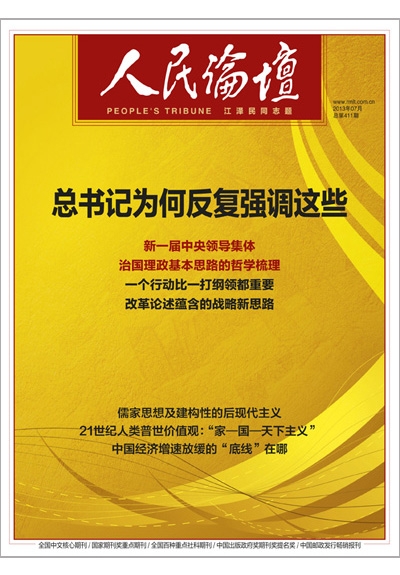 人民論壇
PEOPLE'S TRIBUNE 江泽民同志题
www.rmlt.com.cn
2013年07月
总第411期
总书记为何反复强调这些
新一届中央领导集体
治国理政基本思路的哲学梳理
一个行动比一打纲领都重要
改革论述蕴含的战略新思路
儒家思想及建构性的后现代主义
21世纪人类普世价值观：“家—国—天下主义”
中国经济增速放缓的“底线”在哪
全国中文核心期刊 / 国家期刊奖重点期刊 / 全国百种重点社科期刊 / 中国出版政府奖期刊奖提名奖 / 中国邮政发行畅销报刊